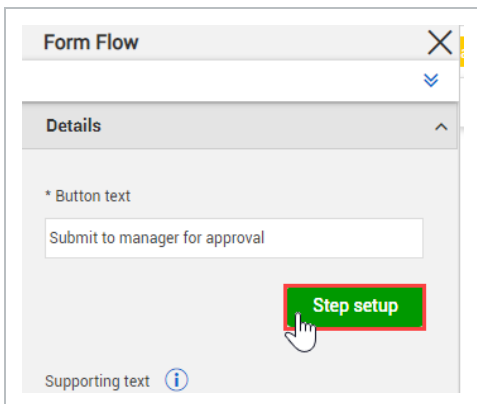 Form Flow
Details
* Button text
Submit to manager for approval
Step setup
Supporting text